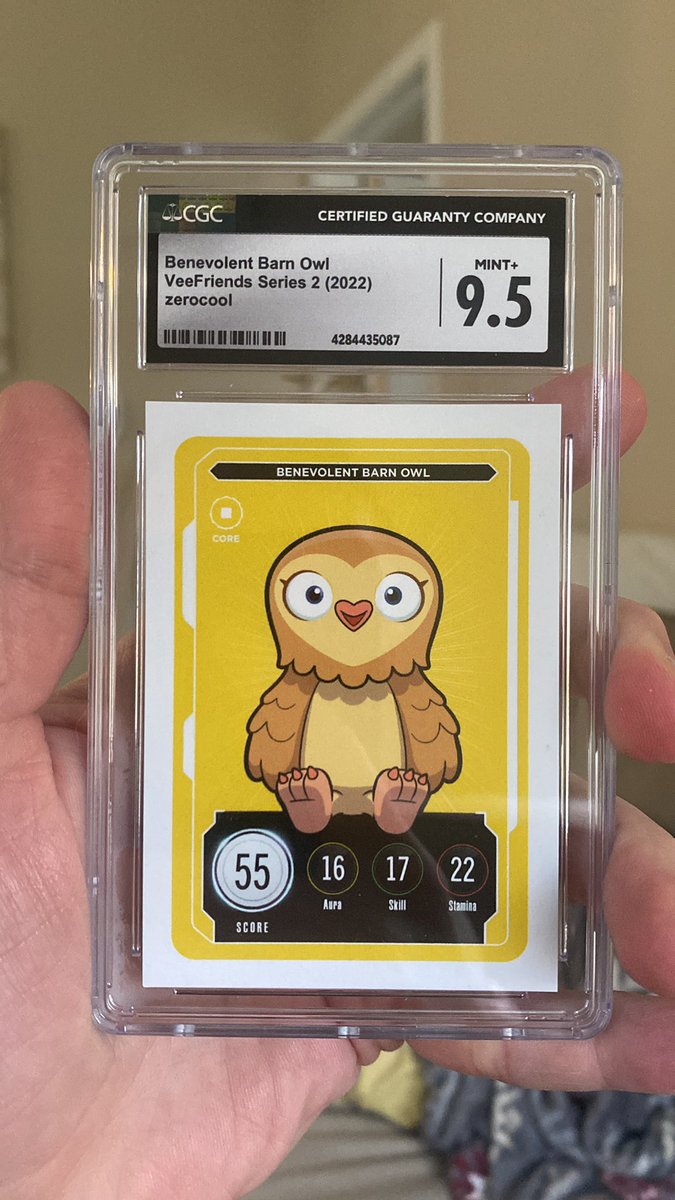 CGC
CERTIFIED GUARANTY COMPANY
Benevolent Barn Owl
VeeFriends Series 2 (2022)
zerocool
MINT+
9.5
4284435087
BENEVOLENT BARN OWL
CORE
55
16
17
22
SCORE
Aura
Skill
Stamina